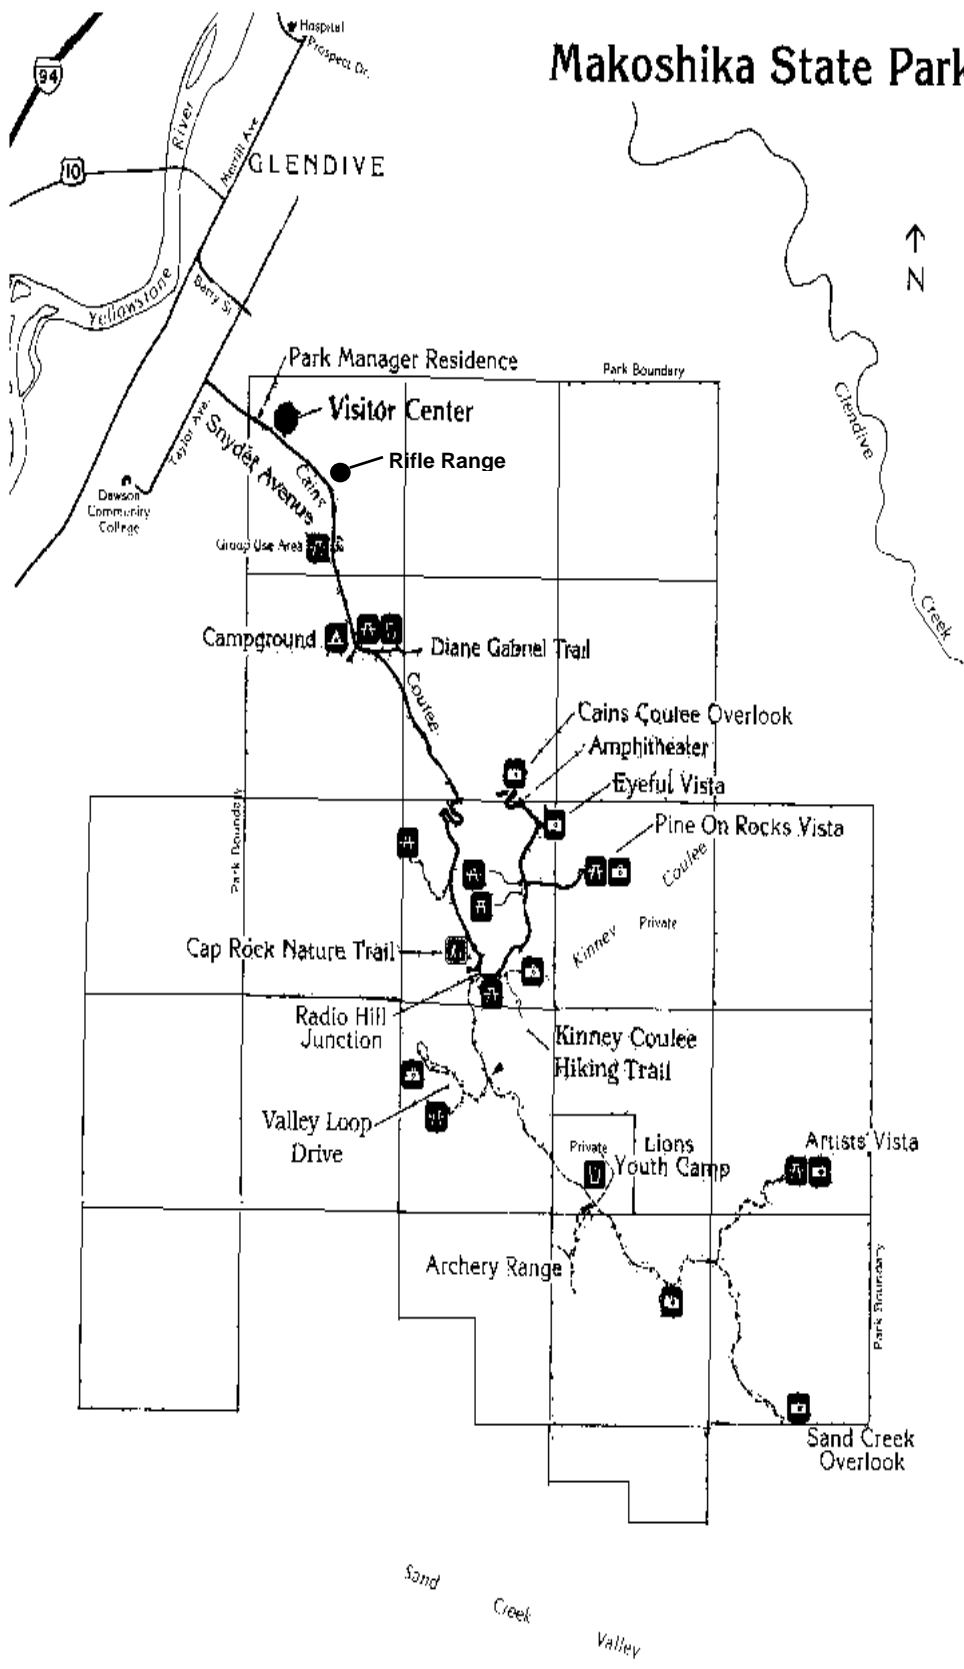 Hospital
Prospect Dr.
Makoshika State Park
94
River
Merrill Ave
10
GLENDIVE
N
Yellowstone
Barry St
Park Manager Residence
Park Boundary
Visitor Center
Glendive
Creek
Taylor Ave.
Snyder Avenue
Cains
Rifle Range
Dawson
Community
College
Group Use Area
Campground
Diane Gabriel Trail
Coulee
Cains Coulee Overlook
Amphitheater
Eyeful Vista
Park Boundary
Pine On Rocks Vista
Kinney
Coulee
Private
Cap Rock Nature Trail
Radio Hill
Junction
Kinney Coulee
Hiking Trail
Valley Loop
Drive
Private
Lions
Youth Camp
Artists Vista
Archery Range
Park Boundary
Sand Creek
Overlook
Sand
Creek
Valley